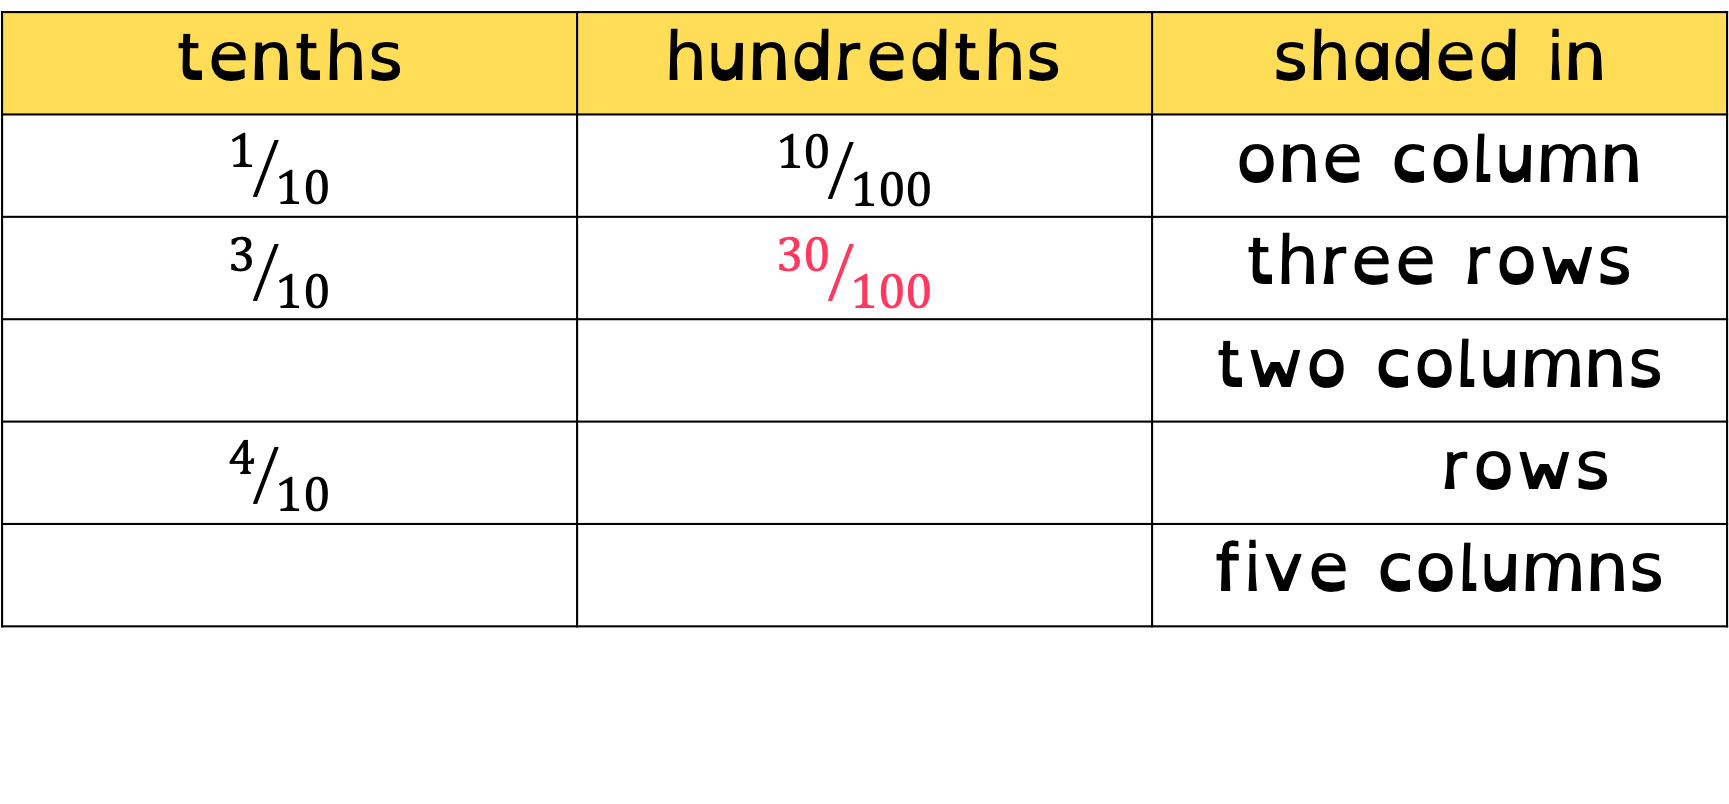 tenths hundredths shaded in
1/10 10/100 one column
3/10 30/100 three rows
two columns
4/10 rows
five columns